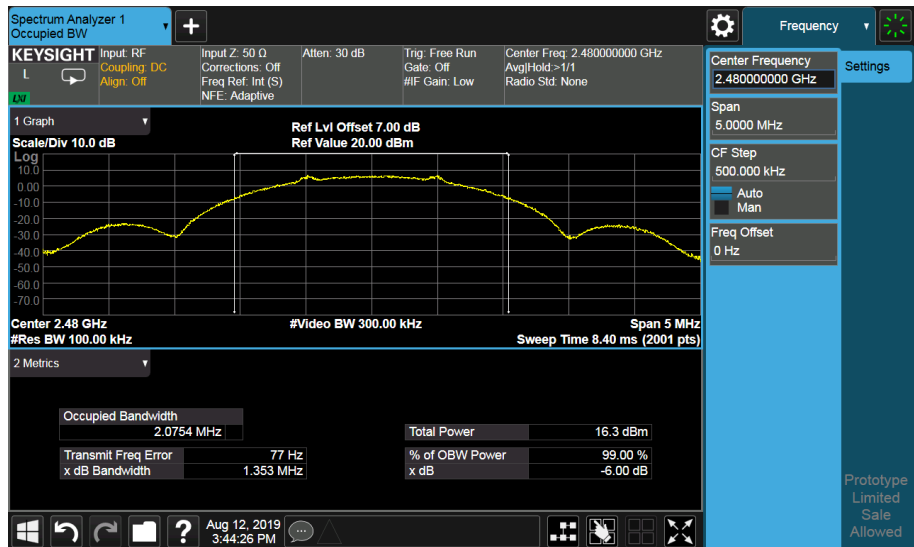 Spectrum Analyzer 1
Occupied BW
Frequency
KEYSIGHT
L
LXI
Input: RF
Coupling: DC
Align: Off
Input Z: 50 Ω
Corrections: Off
Freq Ref: Int (S)
NFE: Adaptive
Atten: 30 dB
Trig: Free Run
Gate: Off
#IF Gain: Low
Center Freq: 2.480000000 GHz
Avg|Hold:>1/1
Radio Std: None
Center Frequency
2.480000000 GHz
Settings
Span
5.0000 MHz
CF Step
500.000 kHz
Auto
Man
Freq Offset
0 Hz
1 Graph
Scale/Div 10.0 dB
Ref Lvl Offset 7.00 dB
Ref Value 20.00 dBm
Log
10.0
0.00
-10.0
-20.0
-30.0
-40.0
-50.0
-60.0
-70.0
Center 2.48 GHz
#Video BW 300.00 kHz
Span 5 MHz
#Res BW 100.00 kHz
Sweep Time 8.40 ms (2001 pts)
2 Metrics
Occupied Bandwidth
2.0754 MHz
Total Power 16.3 dBm
Transmit Freq Error 77 Hz
% of OBW Power 99.00 %
x dB Bandwidth 1.353 MHz
x dB -6.00 dB
Prototype
Limited
Sale
Allowed
Aug 12, 2019
3:44:26 PM